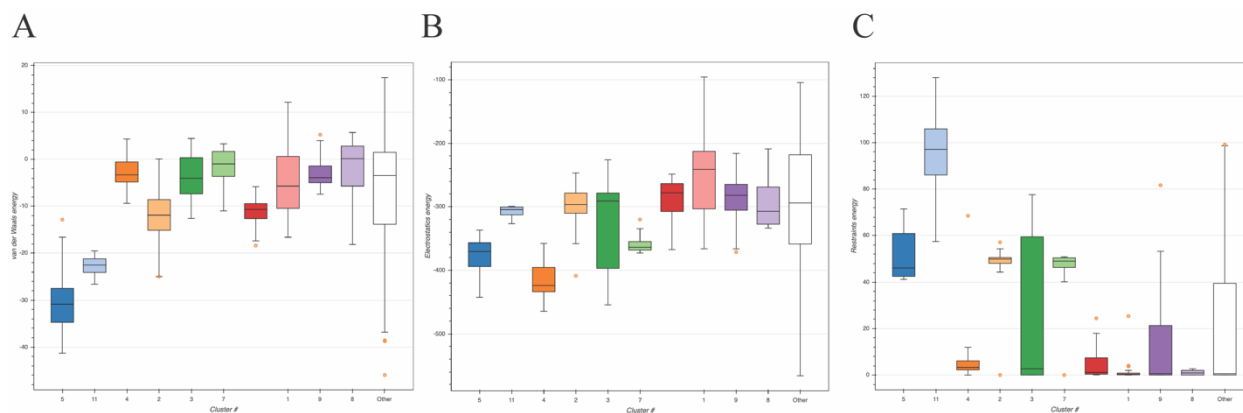 A
B
C
20
10
0
-10
-20
-30
-40
van der Waals energy
5 11 4 2 3 7 1 9 8 Other
Cluster #
-100
-200
-300
-400
-500
Electrostatics energy
5 11 4 2 3 7 1 9 8 Other
Cluster #
120
100
80
60
40
20
0
Restraints energy
5 11 4 2 3 7 1 9 8 Other
Cluster #